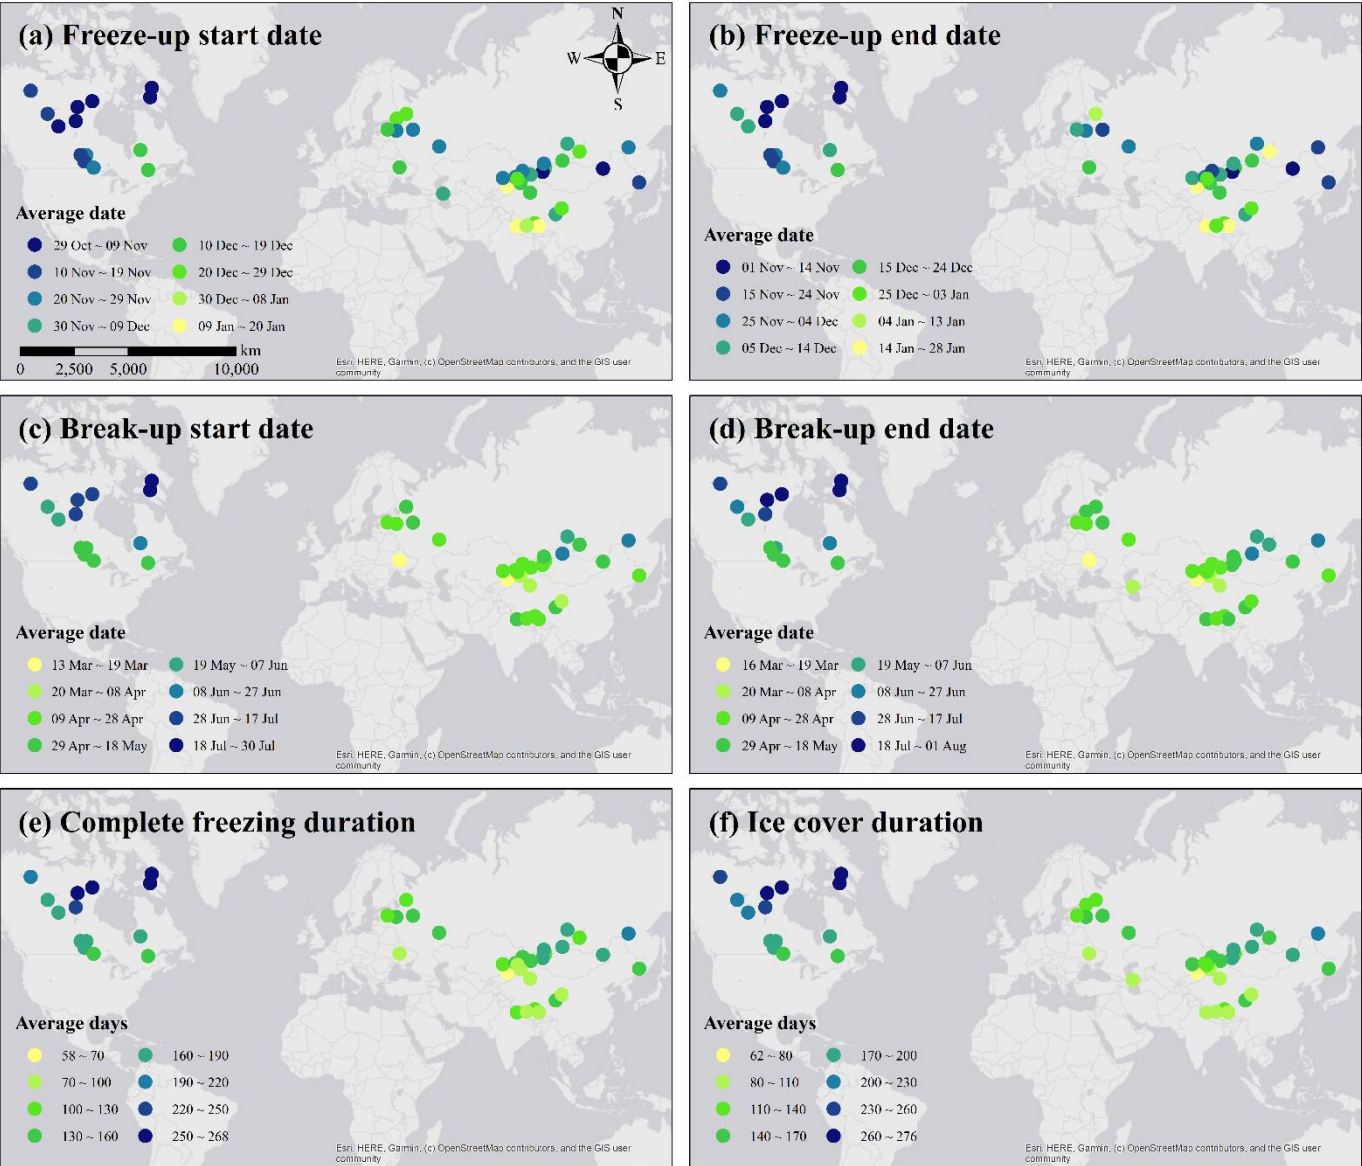 (a) Freeze-up start date
N
W E
S
Average date
29 Oct ~ 09 Nov 10 Dec ~ 19 Dec
10 Nov ~ 19 Nov 20 Dec ~ 29 Dec
20 Nov ~ 29 Nov 30 Dec ~ 08 Jan
30 Nov ~ 09 Dec 09 Jan ~ 20 Jan
km
0 2,500 5,000 10,000
Esri, HERE, Garmin, (c) OpenStreetMap contributors, and the GIS user
community
(b) Freeze-up end date
Average date
01 Nov ~ 14 Nov 15 Dec ~ 24 Dec
15 Nov ~ 24 Nov 25 Dec ~ 03 Jan
25 Nov ~ 04 Dec 04 Jan ~ 13 Jan
05 Dec ~ 14 Dec 14 Jan ~ 28 Jan
Esri, HERE, Garmin, (c) OpenStreetMap contributors, and the GIS user
community
(c) Break-up start date
Average date
13 Mar ~ 19 Mar 19 May ~ 07 Jun
20 Mar ~ 08 Apr 08 Jun ~ 27 Jun
09 Apr ~ 28 Apr 28 Jun ~ 17 Jul
29 Apr ~ 18 May 18 Jul ~ 30 Jul
Esri, HERE, Garmin, (c) OpenStreetMap contributors, and the GIS user
community
(d) Break-up end date
Average date
16 Mar ~ 19 Mar 19 May ~ 07 Jun
20 Mar ~ 08 Apr 08 Jun ~ 27 Jun
09 Apr ~ 28 Apr 28 Jun ~ 17 Jul
29 Apr ~ 18 May 18 Jul ~ 01 Aug
Esri, HERE, Garmin, (c) OpenStreetMap contributors, and the GIS user
community
(e) Complete freezing duration
Average days
58 ~ 70 160 ~ 190
70 ~ 100 190 ~ 220
100 ~ 130 220 ~ 250
130 ~ 160 250 ~ 268
Esri, HERE, Garmin, (c) OpenStreetMap contributors, and the GIS user
community
(f) Ice cover duration
Average days
62 ~ 80 170 ~ 200
80 ~ 110 200 ~ 230
110 ~ 140 230 ~ 260
140 ~ 170 260 ~ 276
Esri, HERE, Garmin, (c) OpenStreetMap contributors, and the GIS user
community